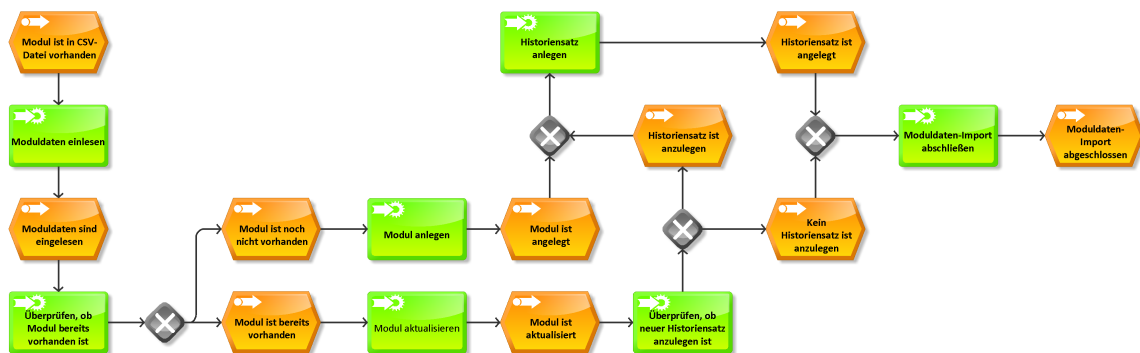 Modul ist in CSV-
Datei vorhanden
Moduldaten einlesen
Moduldaten sind
eingelesen
Überprüfen, ob
Modul bereits
vorhanden ist
Modul ist noch
nicht vorhanden
Modul anlegen
Modul ist
angelegt
Modul ist bereits
vorhanden
Modul aktualisieren
Modul ist
aktualisiert
Überprüfen, ob
neuer Historiensatz
anzulegen ist
Historiensatz ist
anzulegen
Kein
Historiensatz ist
anzulegen
Historiensatz
anlegen
Historiensatz ist
angelegt
Moduldaten-Import
abschließen
Moduldaten-
Import
abgeschlossen